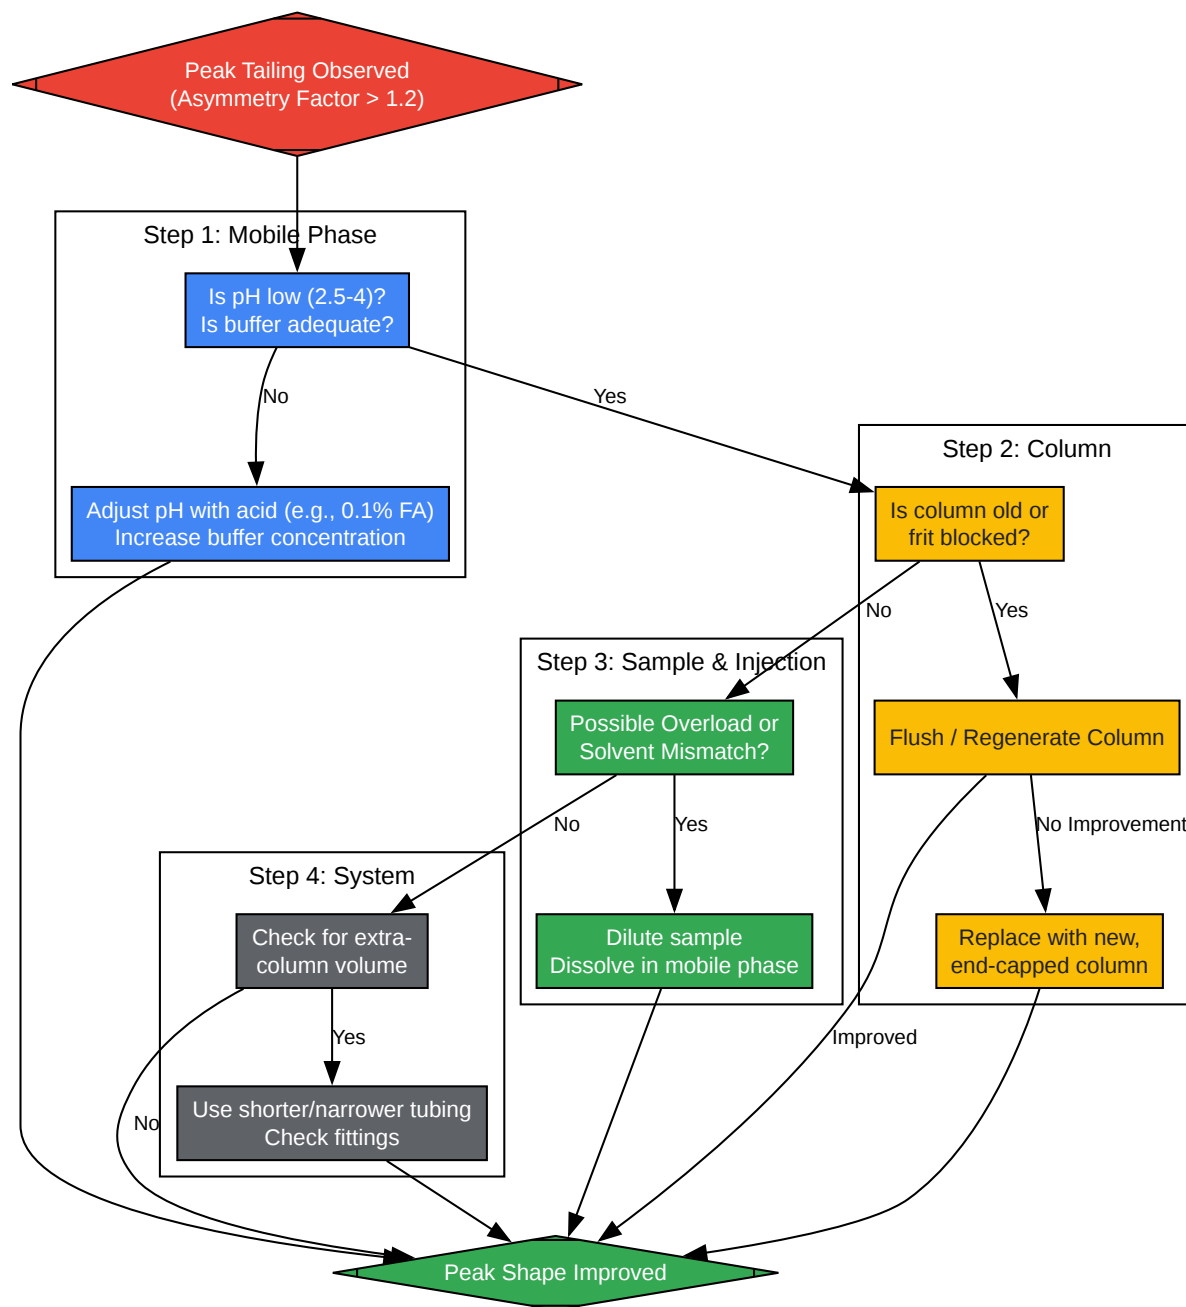 Peak Tailing Observed
(Asymmetry Factor > 1.2)
Step 1: Mobile Phase
Is pH low (2.5-4)?
Is buffer adequate?
No
Yes
Adjust pH with acid (e.g., 0.1% FA)
Increase buffer concentration
Step 2: Column
Is column old or
frit blocked?
No
Yes
Step 3: Sample & Injection
Possible Overload or
Solvent Mismatch?
Flush / Regenerate Column
No
Yes
No Improvement
Step 4: System
Check for extra-
column volume
Dilute sample
Dissolve in mobile phase
Replace with new,
end-capped column
Yes
Improved
No
Use shorter/narrower tubing
Check fittings
Peak Shape Improved